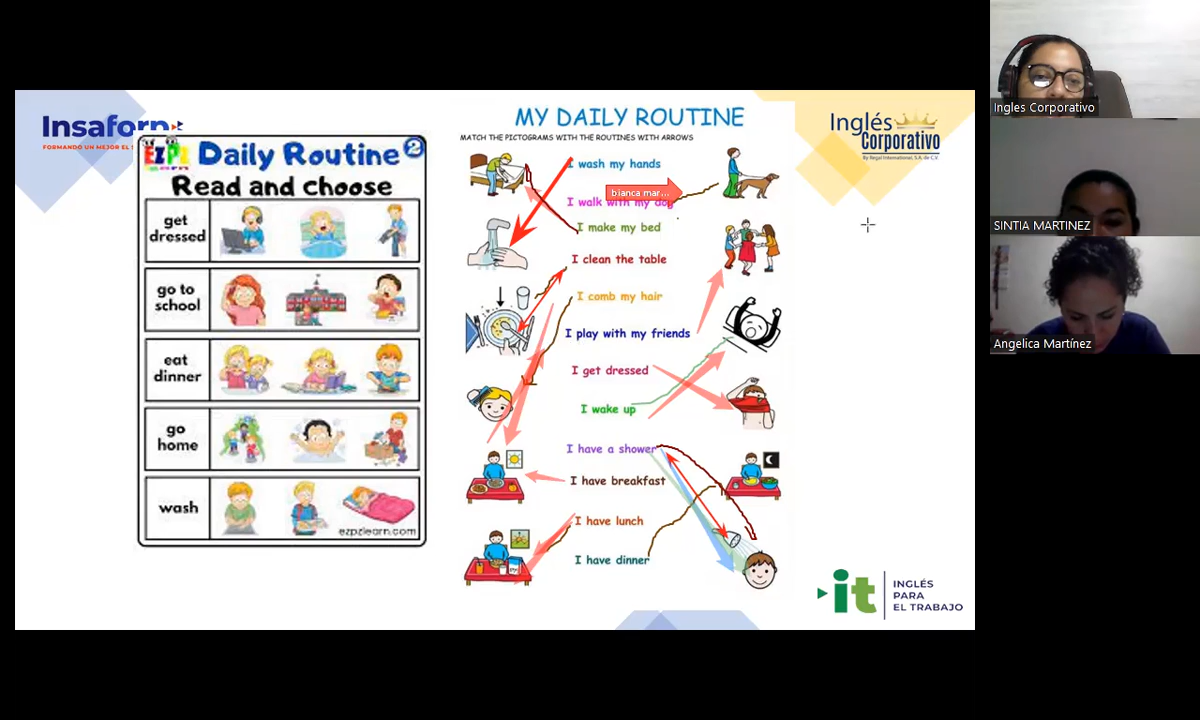 Insaforp
FORMANDO UN MEJOR EL S
EZPZ
Daily Routine 2
Read and choose
get
dressed
go to
school
eat
dinner
go
home
wash
ezpzlearn.com
MY DAILY ROUTINE
MATCH THE PICTOGRAMS WITH THE ROUTINES WITH ARROWS
I wash my hands
bianca mar...
I walk with my dog
I make my bed
I clean the table
I comb my hair
I play with my friends
I get dressed
I wake up
I have a shower
I have breakfast
I have lunch
I have dinner
Inglés
Corporativo
By Regal International, S.A. de C.V.
it
INGLÉS
PARA
EL TRABAJO
Ingles Corporativo
SINTIA MARTINEZ
Angelica Martínez